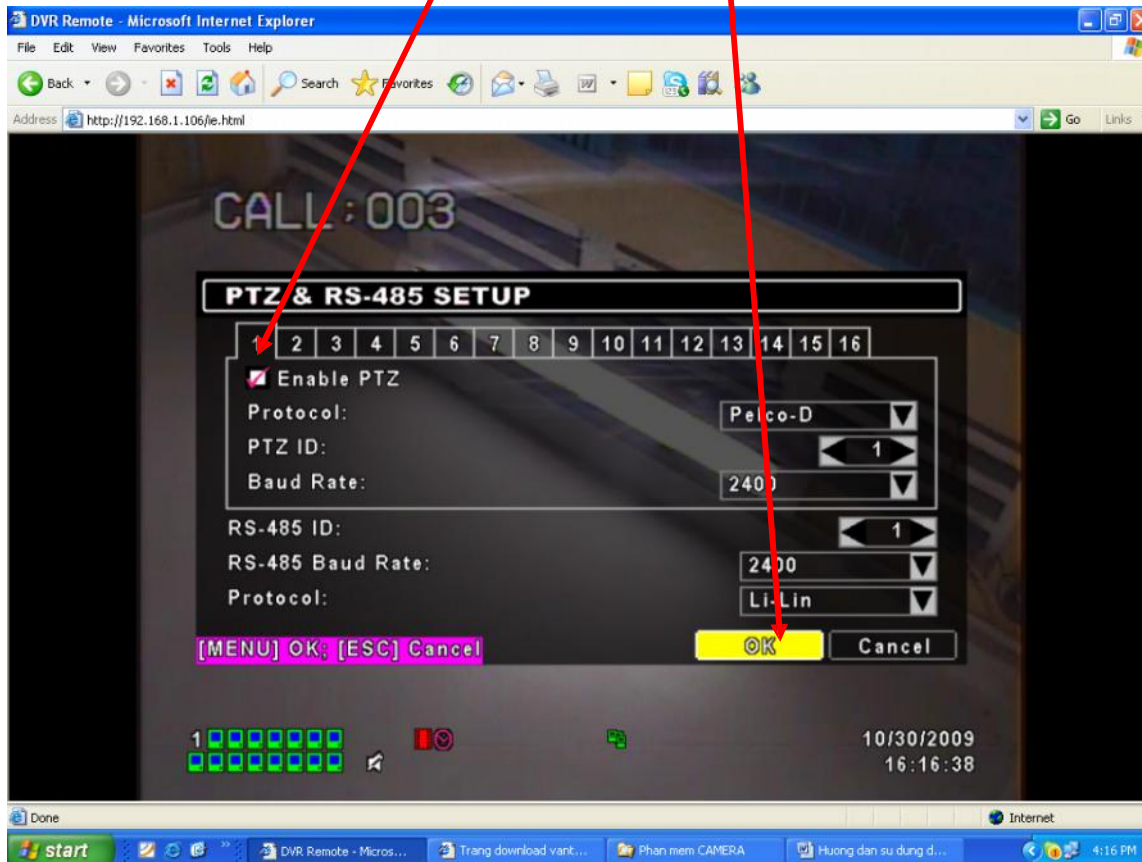 DVR Remote - Microsoft Internet Explorer
File Edit View Favorites Tools Help
Back Search Favorites
Address http://192.168.1.106/ie.html Go Links
CALL:003
PTZ & RS-485 SETUP
1 2 3 4 5 6 7 8 9 10 11 12 13 14 15 16
Enable PTZ
Protocol: Pelco-D
PTZ ID: 1
Baud Rate: 2400
RS-485 ID: 1
RS-485 Baud Rate: 2400
Protocol: Li-Lin
[MENU] OK; [ESC] Cancel OK Cancel
1 10/30/2009
16:16:38
Done Internet
start DVR Remote - Micros... Trang download vant... Phan mem CAMERA Huong dan su dung d... 4:16 PM